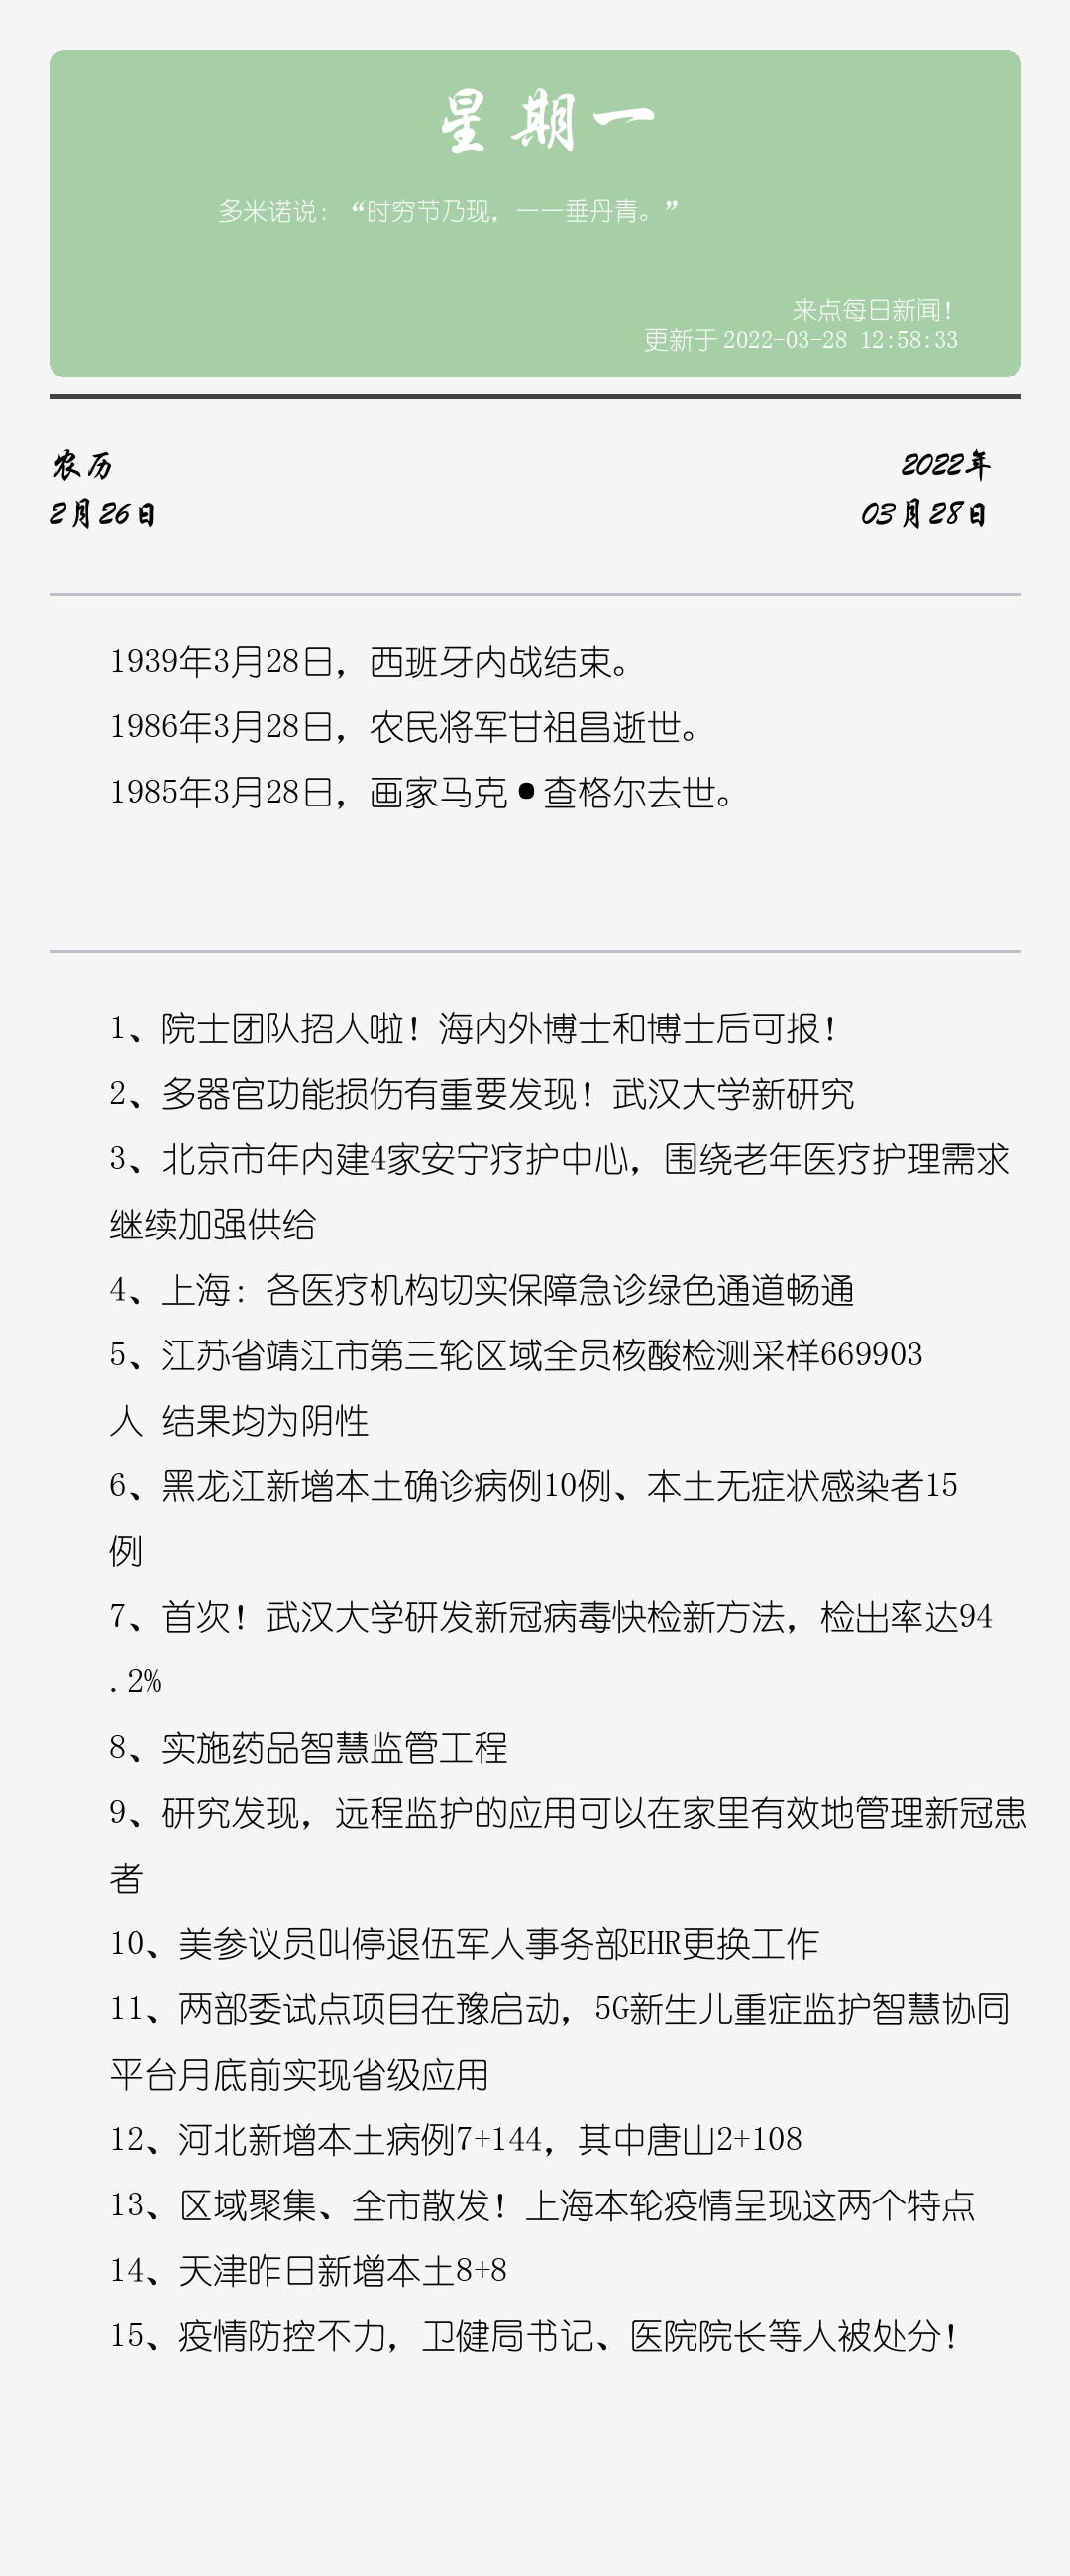 星期一
多米诺说：“时穷节乃现，一一垂丹青。”
来点每日新闻！
更新于 2022-03-28 12:58:33
农历
2月26日
2022年
03月28日
1939年3月28日，西班牙内战结束。
1986年3月28日，农民将军甘祖昌逝世。
1985年3月28日，画家马克•查格尔去世。
1、院士团队招人啦！海内外博士和博士后可报！
2、多器官功能损伤有重要发现！武汉大学新研究
3、北京市年内建4家安宁疗护中心，围绕老年医疗护理需求
继续加强供给
4、上海：各医疗机构切实保障急诊绿色通道畅通
5、江苏省靖江市第三轮区域全员核酸检测采样669903
人 结果均为阴性
6、黑龙江新增本土确诊病例10例、本土无症状感染者15
例
7、首次！武汉大学研发新冠病毒快检新方法，检出率达94
.2%
8、实施药品智慧监管工程
9、研究发现，远程监护的应用可以在家里有效地管理新冠患
者
10、美参议员叫停退伍军人事务部EHR更换工作
11、两部委试点项目在豫启动，5G新生儿重症监护智慧协同
平台月底前实现省级应用
12、河北新增本土病例7+144，其中唐山2+108
13、区域聚集、全市散发！上海本轮疫情呈现这两个特点
14、天津昨日新增本土8+8
15、疫情防控不力，卫健局书记、医院院长等人被处分！